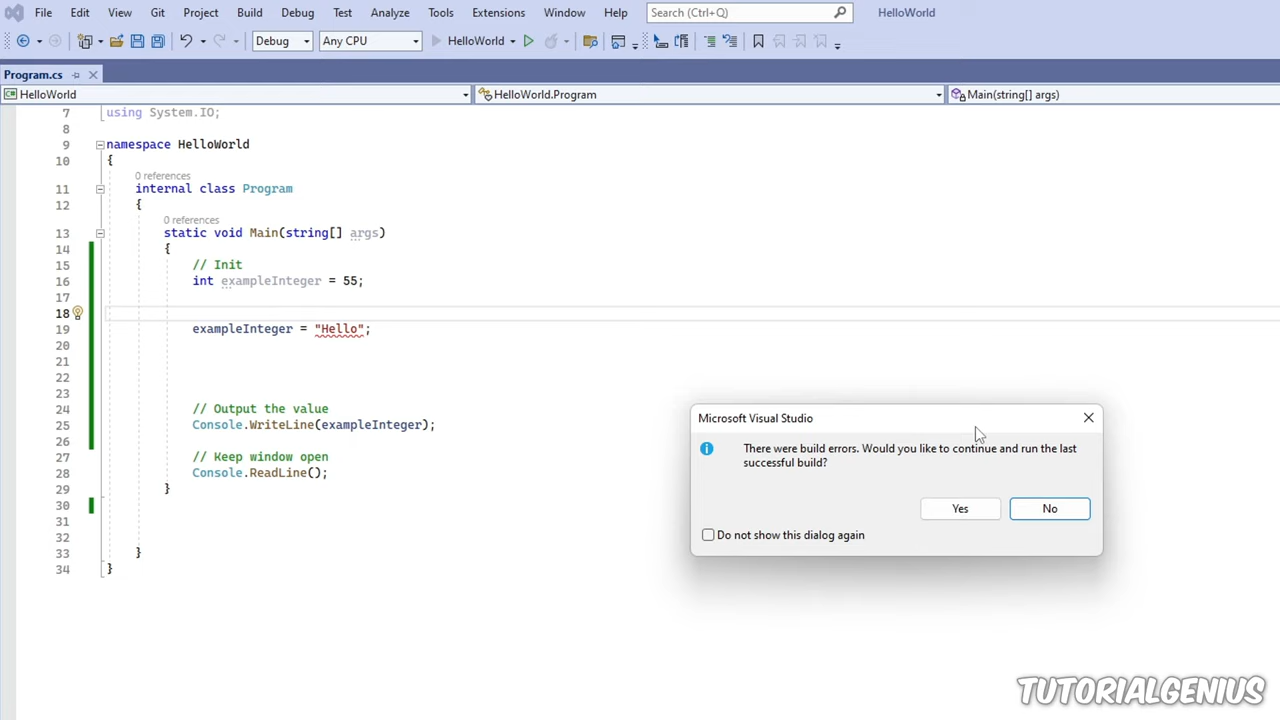 File Edit View Git Project Build Debug Test Analyze Tools Extensions Window Help Search (Ctrl+Q) HelloWorld
Debug Any CPU HelloWorld
Program.cs
HelloWorld HelloWorld.Program Main(string[] args)
7 using System.IO;
8
9 namespace HelloWorld
10 {
0 references
11 internal class Program
12 {
0 references
13 static void Main(string[] args)
14 {
15 // Init
16 int exampleInteger = 55;
17
18
19 exampleInteger = "Hello";
20
21
22
23
24 // Output the value
25 Console.WriteLine(exampleInteger);
26
27 // Keep window open
28 Console.ReadLine();
29 }
30
31
32
33 }
34 }
Microsoft Visual Studio
There were build errors. Would you like to continue and run the last
successful build?
Yes No
Do not show this dialog again
TUTORIALGENIUS